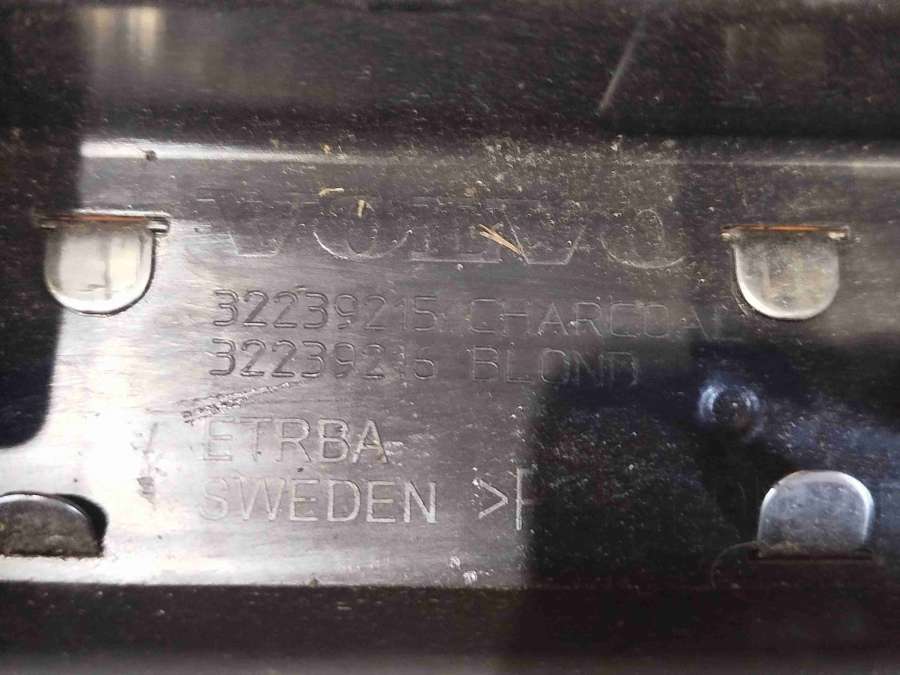 VOLVO
32239215 CHARCOAL
32239216 BLOND
ETRBA
SWEDEN >P